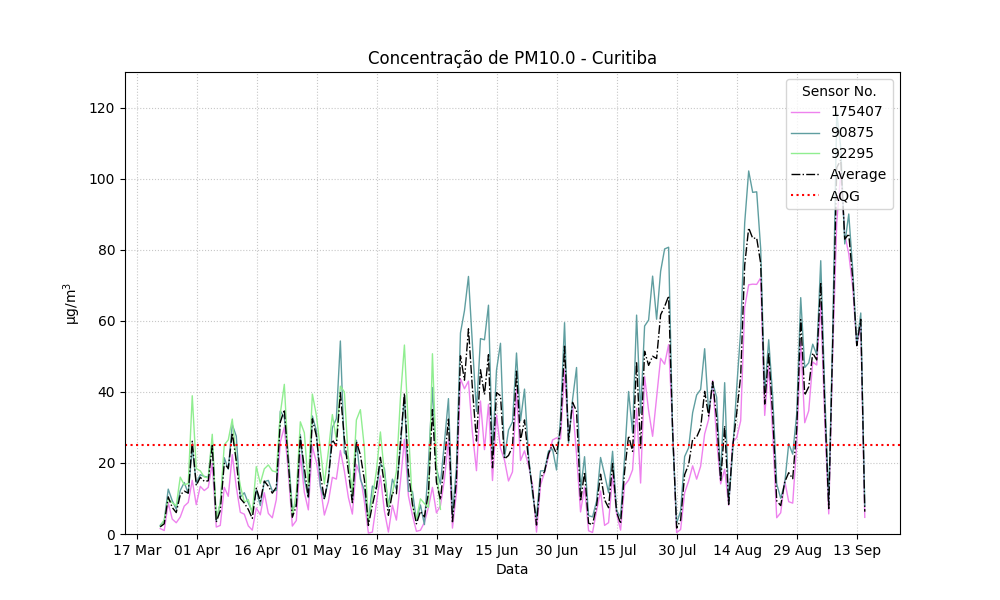 Concentração de PM10.0 - Curitiba
Sensor No.
175407
90875
92295
Average
AQG
120
100
80
60
40
20
0
µg/m³
17 Mar 01 Apr 16 Apr 01 May 16 May 31 May 15 Jun 30 Jun 15 Jul 30 Jul 14 Aug 29 Aug 13 Sep
Data